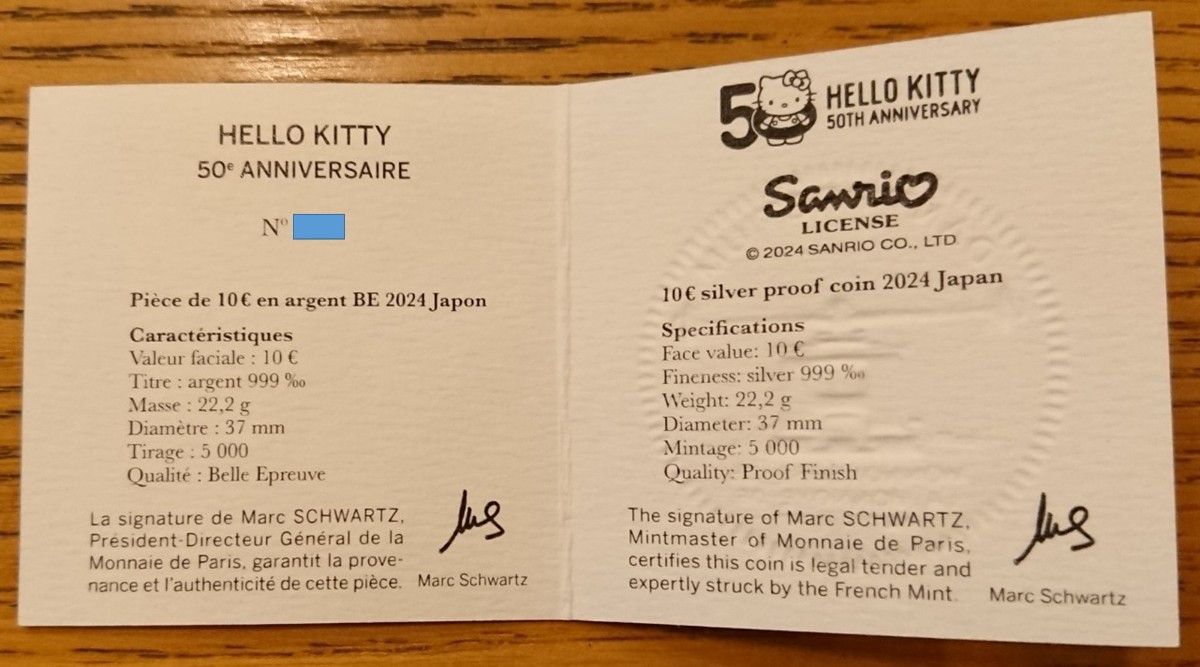 HELLO KITTY
50e ANNIVERSAIRE
N°
Pièce de 10€ en argent BE 2024 Japon
Caractéristiques
Valeur faciale : 10 €
Titre : argent 999 ‰
Masse : 22,2 g
Diamètre : 37 mm
Tirage : 5 000
Qualité : Belle Epreuve
La signature de Marc SCHWARTZ,
Président-Directeur Général de la
Monnaie de Paris, garantit la prove-
nance et l'authenticité de cette pièce.
Marc Schwartz
50 HELLO KITTY
50TH ANNIVERSARY
Sanrio
LICENSE
© 2024 SANRIO CO., LTD
10€ silver proof coin 2024 Japan
Specifications
Face value: 10 €
Fineness: silver 999 ‰
Weight: 22,2 g
Diameter: 37 mm
Mintage: 5 000
Quality: Proof Finish
The signature of Marc SCHWARTZ,
Mintmaster of Monnaie de Paris,
certifies this coin is legal tender and
expertly struck by the French Mint.
Marc Schwartz